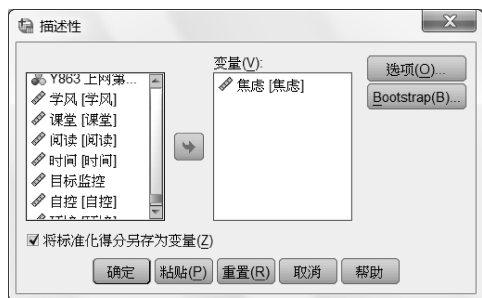 描述性
变量(V):
Y863 上网第...
学风 [学风]
课堂 [课堂]
阅读 [阅读]
时间 [时间]
目标监控
自控 [自控]
焦虑 [焦虑]
选项(O)...
Bootstrap(B)...
将标准化得分另存为变量(Z)
确定 粘贴(P) 重置(R) 取消 帮助